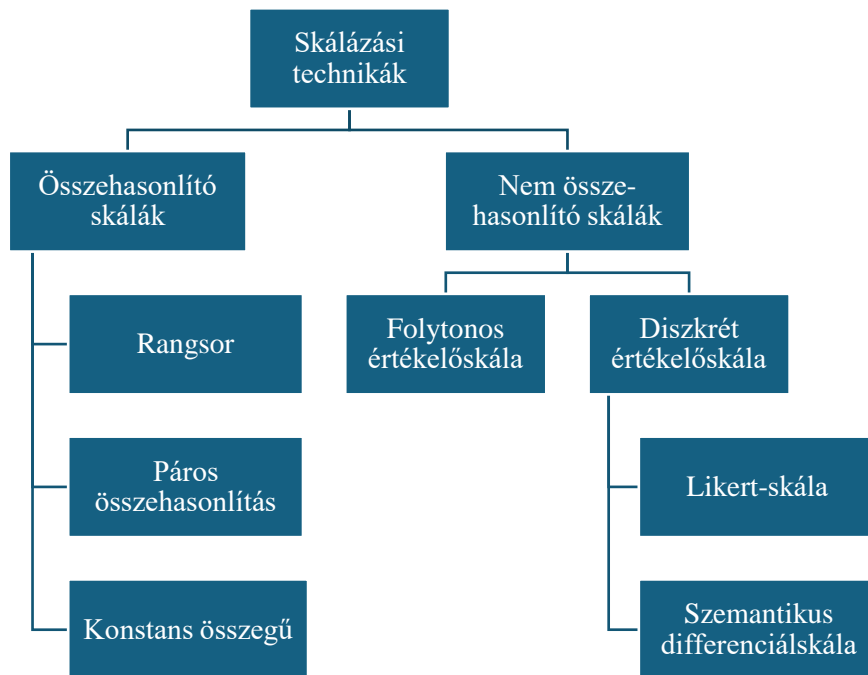 Skálázási
technikák
Összehasonlító
skálák
Nem össze-
hasonlító skálák
Rangsor
Folytonos
értékelőskála
Diszkrét
értékelőskála
Páros
összehasonlítás
Likert-skála
Konstans összegű
Szemantikus
differenciálskála